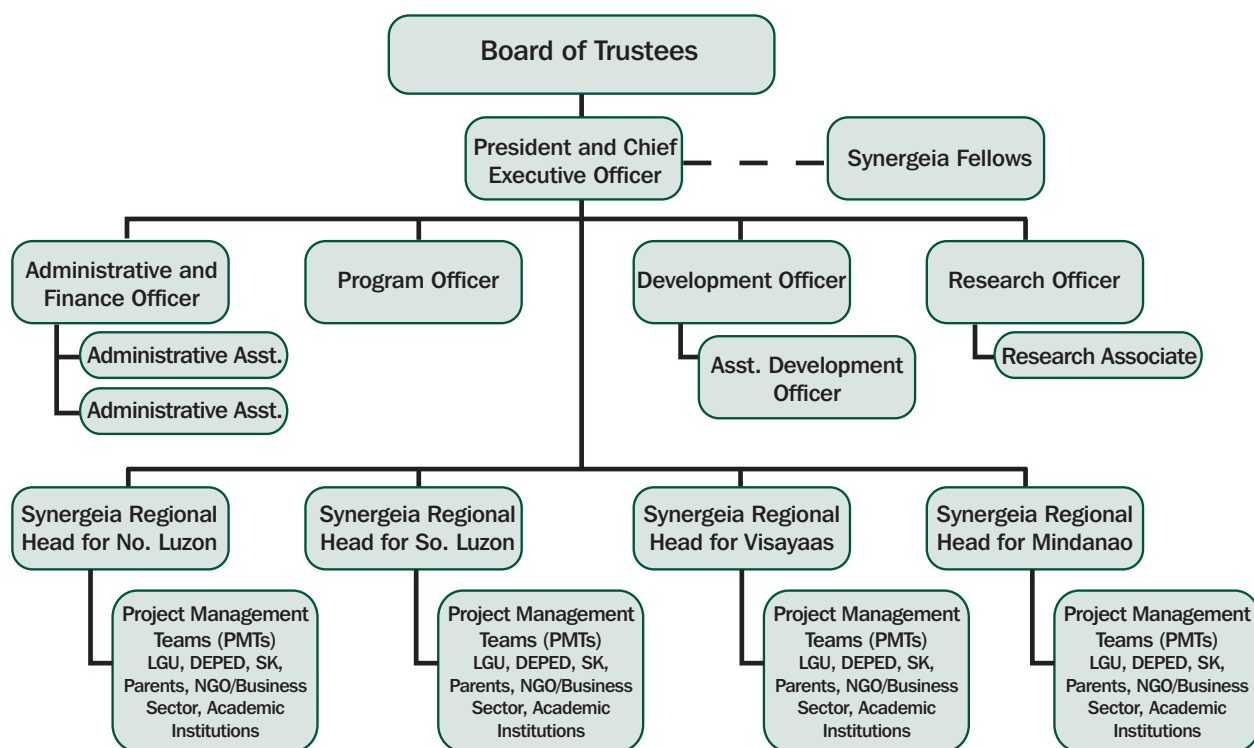 Board of Trustees
President and Chief
Executive Officer
Synergeia Fellows
Administrative and
Finance Officer
Program Officer
Development Officer
Research Officer
Administrative Asst.
Administrative Asst.
Asst. Development
Officer
Research Associate
Synergeia Regional
Head for No. Luzon
Synergeia Regional
Head for So. Luzon
Synergeia Regional
Head for Visayaas
Synergeia Regional
Head for Mindanao
Project Management
Teams (PMTs)
LGU, DEPED, SK,
Parents, NGO/Business
Sector, Academic
Institutions
Project Management
Teams (PMTs)
LGU, DEPED, SK,
Parents, NGO/Business
Sector, Academic
Institutions
Project Management
Teams (PMTs)
LGU, DEPED, SK,
Parents, NGO/Business
Sector, Academic
Institutions
Project Management
Teams (PMTs)
LGU, DEPED, SK,
Parents, NGO/Business
Sector, Academic
Institutions